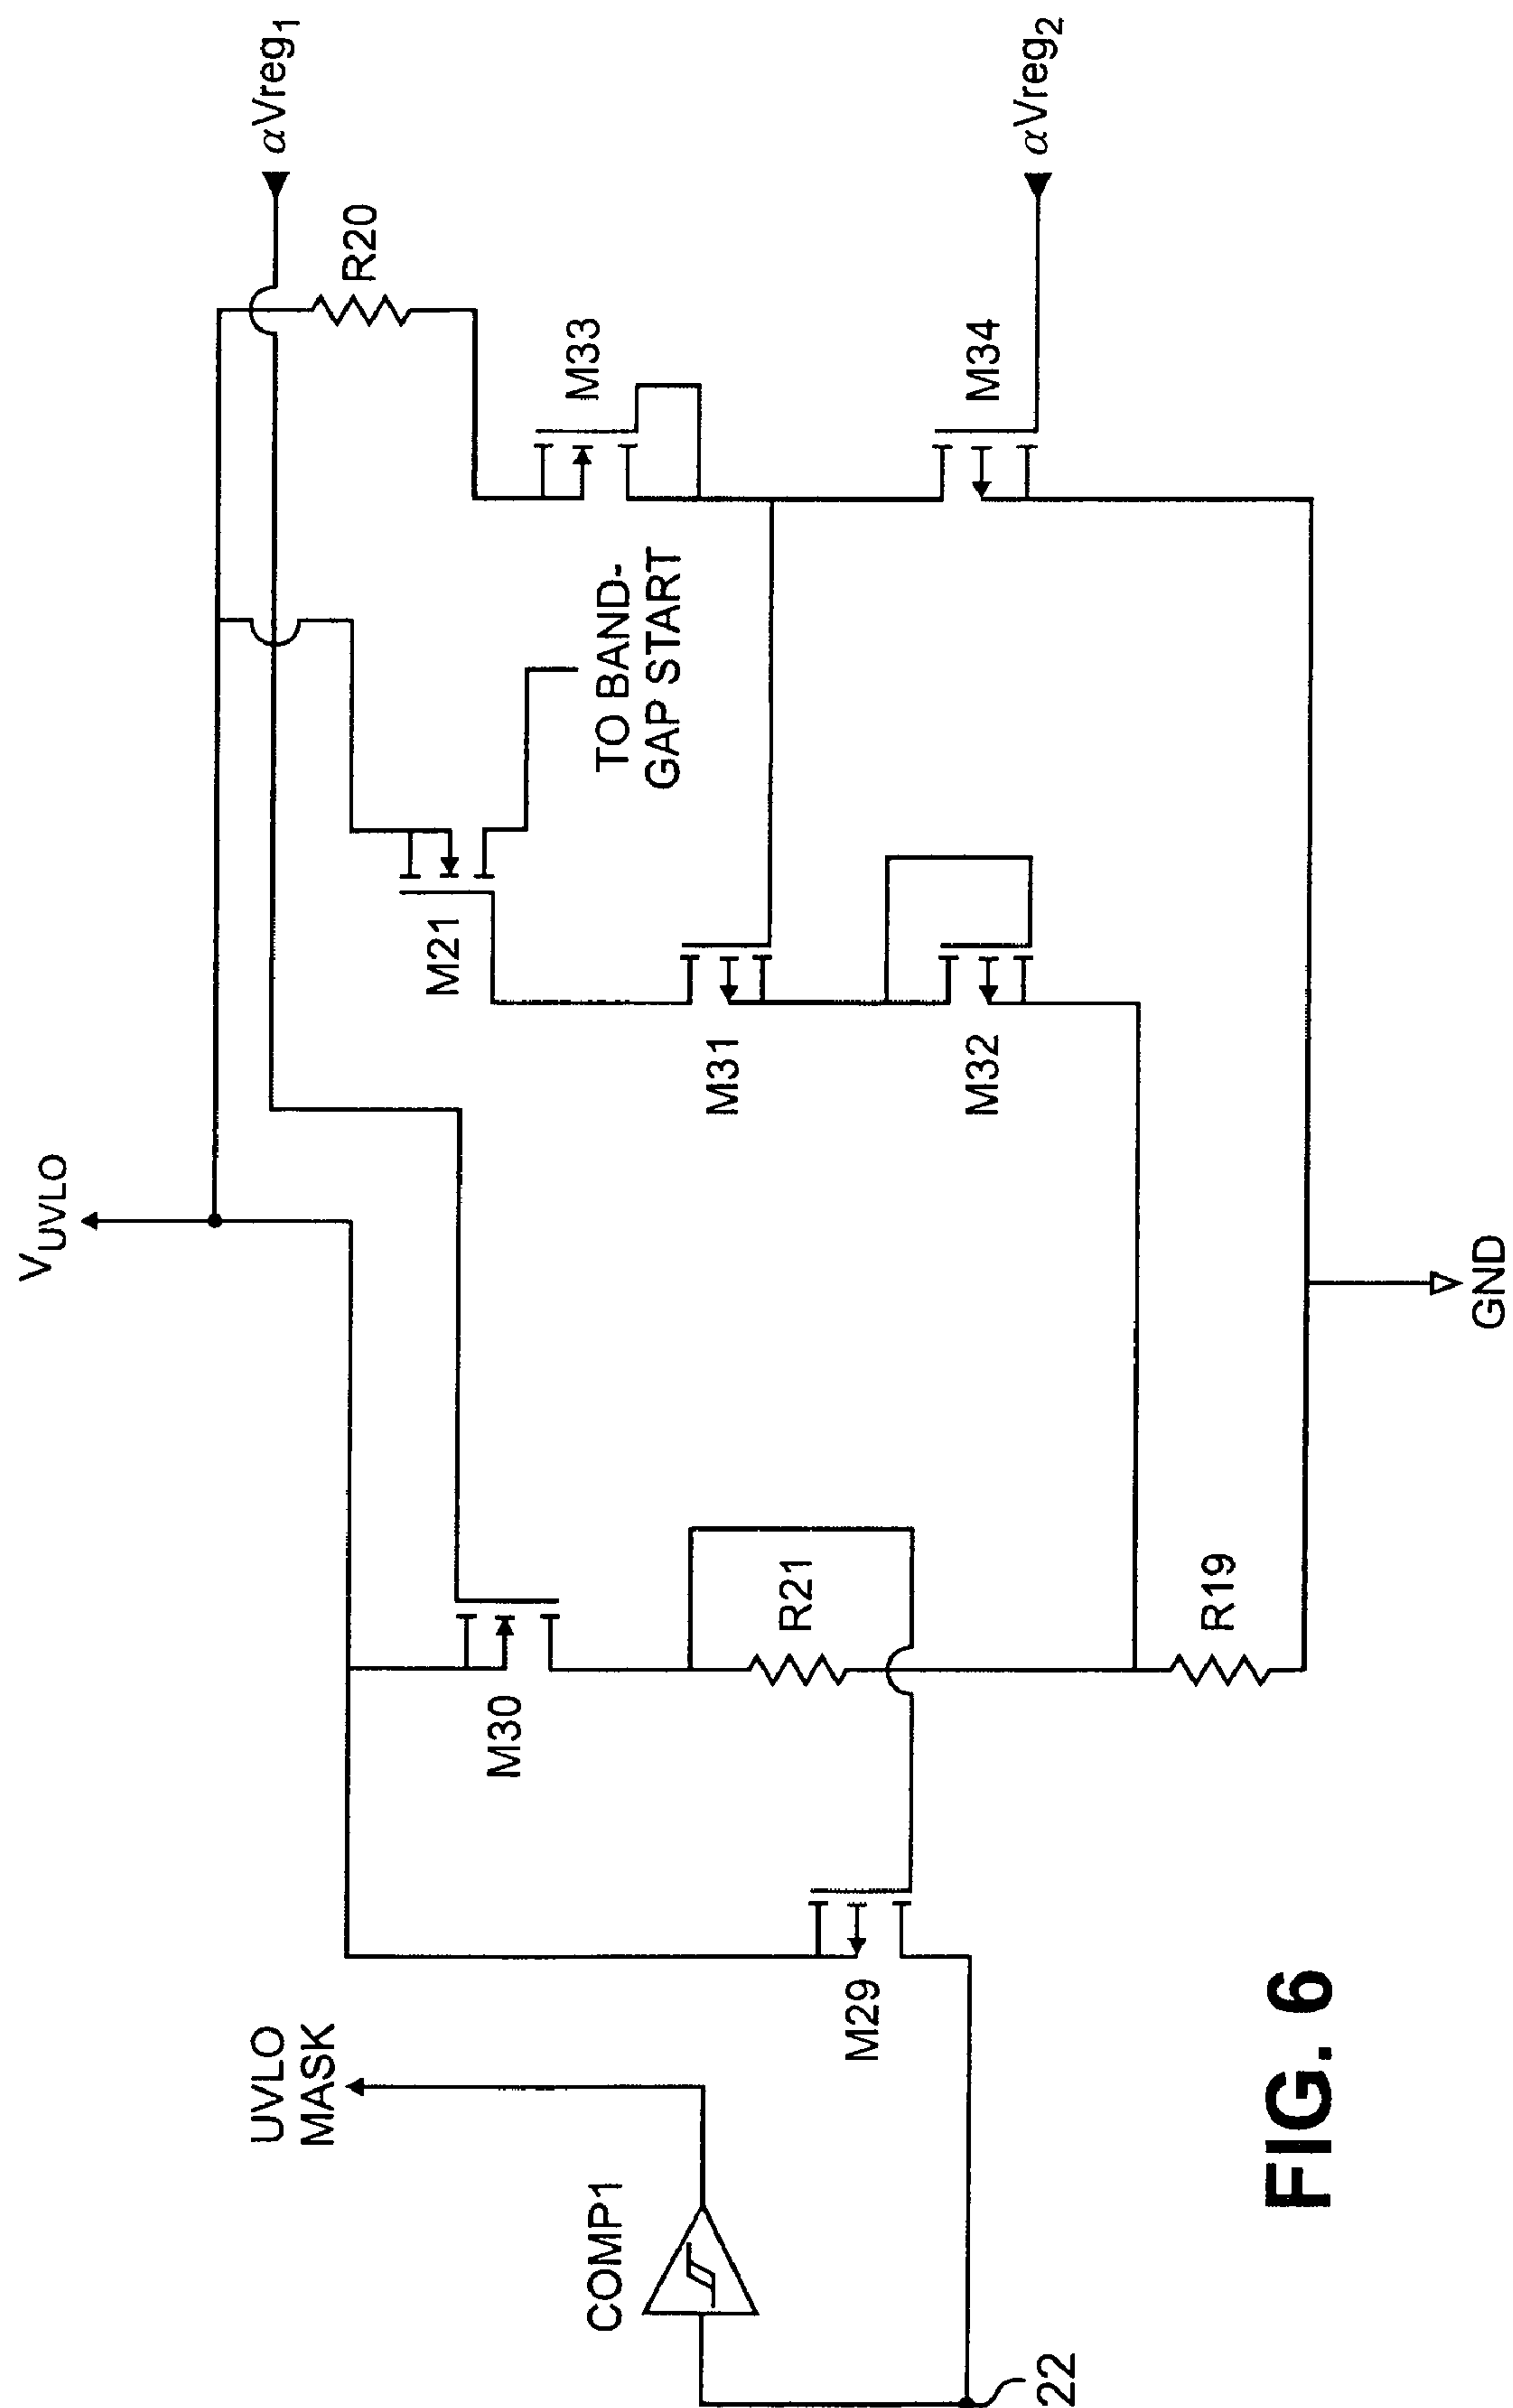 UVLO
MASK
COMP1
22
M29
M30
R21
R19
V_UVLO
GND
M21
M31
M32
TO BAND-
GAP START
αVreg₁
R20
M33
M34
αVreg₂
FIG. 6